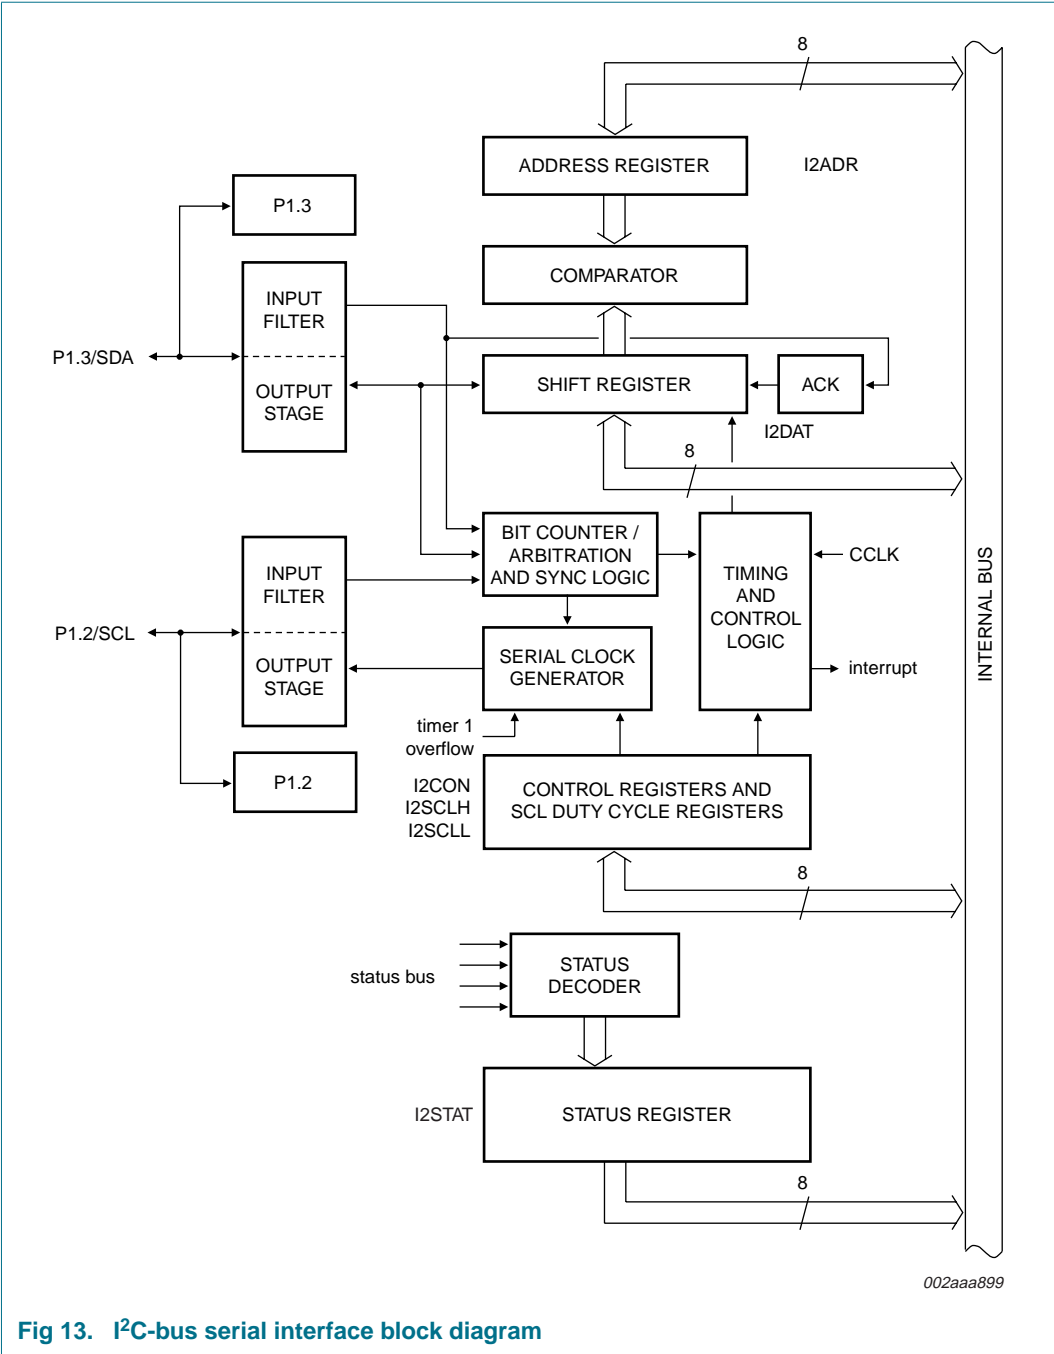 8
ADDRESS REGISTER
I2ADR
P1.3
COMPARATOR
INPUT
FILTER
P1.3/SDA
OUTPUT
STAGE
SHIFT REGISTER
ACK
I2DAT
8
BIT COUNTER /
ARBITRATION
AND SYNC LOGIC
TIMING
AND
CONTROL
LOGIC
CCLK
INTERNAL BUS
INPUT
FILTER
P1.2/SCL
OUTPUT
STAGE
SERIAL CLOCK
GENERATOR
interrupt
timer 1
overflow
P1.2
I2CON
I2SCLH
I2SCLL
CONTROL REGISTERS AND
SCL DUTY CYCLE REGISTERS
8
status bus
STATUS
DECODER
I2STAT
STATUS REGISTER
8
002aaa899
Fig 13. I2C-bus serial interface block diagram